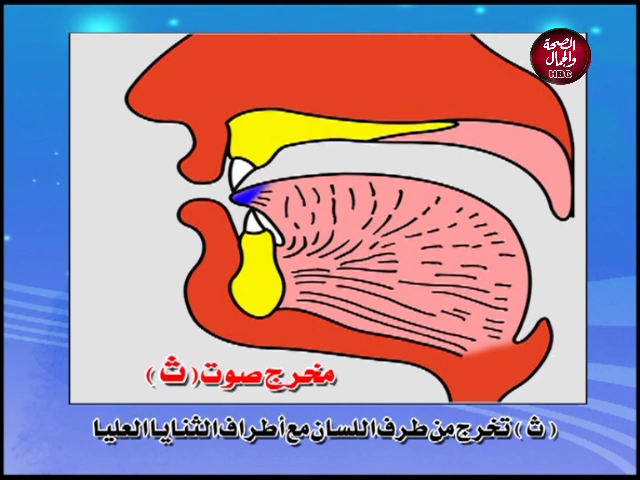 الصحة
والجمال
HBC
مخرج صوت (ث)
(ث) تخرج من طرف اللسان مع أطراف الثنايا العليا